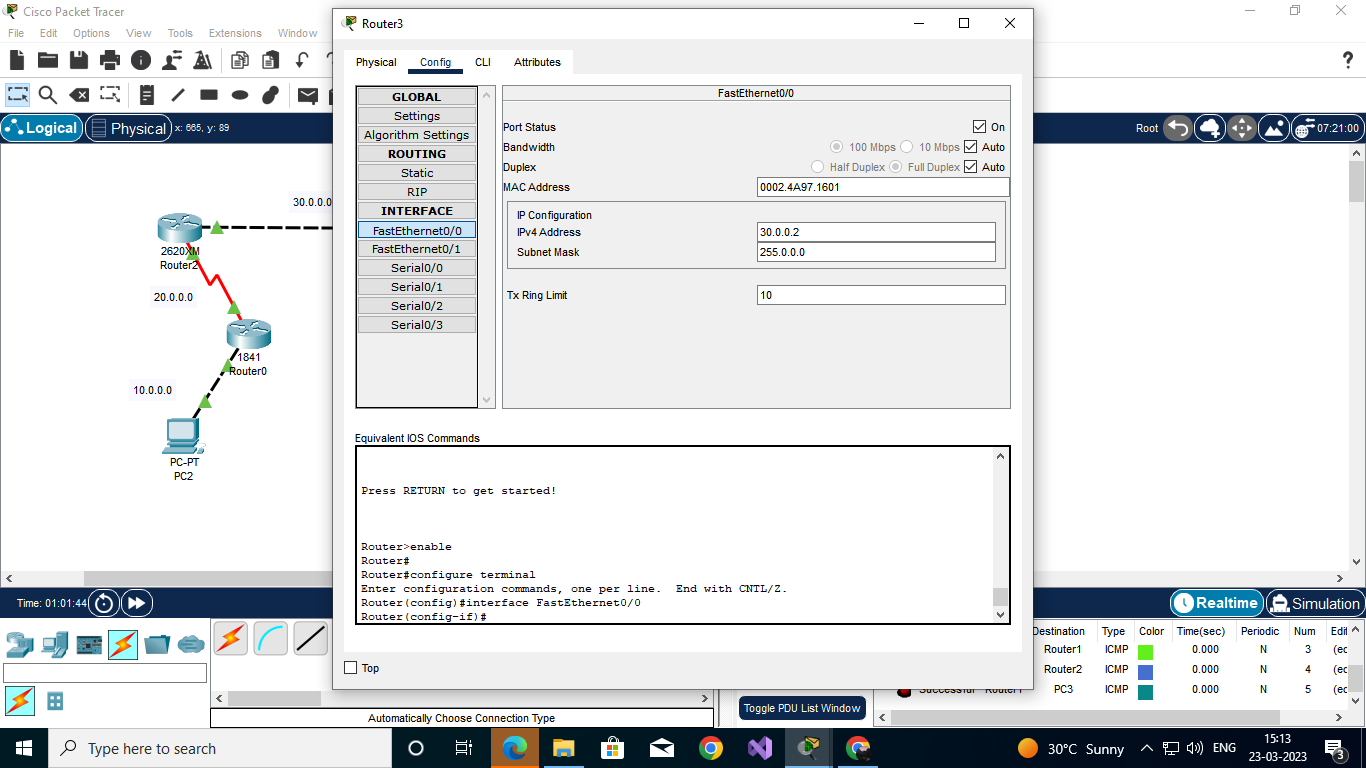 Cisco Packet Tracer
File Edit Options View Tools Extensions Window
Logical Physical x: 665, y: 89
Root 07:21:00
30.0.0.0
2620XM
Router2
20.0.0.0
1841
Router0
10.0.0.0
PC-PT
PC2
Router3
Physical Config CLI Attributes
GLOBAL
Settings
Algorithm Settings
ROUTING
Static
RIP
INTERFACE
FastEthernet0/0
FastEthernet0/1
Serial0/0
Serial0/1
Serial0/2
Serial0/3
FastEthernet0/0
Port Status On
Bandwidth 100 Mbps 10 Mbps Auto
Duplex Half Duplex Full Duplex Auto
MAC Address 0002.4A97.1601
IP Configuration
IPv4 Address 30.0.0.2
Subnet Mask 255.0.0.0
Tx Ring Limit 10
Equivalent IOS Commands
Press RETURN to get started!
Router>enable
Router#
Router#configure terminal
Enter configuration commands, one per line. End with CNTL/Z.
Router(config)#interface FastEthernet0/0
Router(config-if)#
Top
Time: 01:01:44
Realtime Simulation
Automatically Choose Connection Type
Toggle PDU List Window
Destination Type Color Time(sec) Periodic Num Edi
Router1 ICMP 0.000 N 3 (ed
Router2 ICMP 0.000 N 4 (ed
Successful Router1 PC3 ICMP 0.000 N 5 (ed
Type here to search
30°C Sunny ENG 15:13
23-03-2023 3